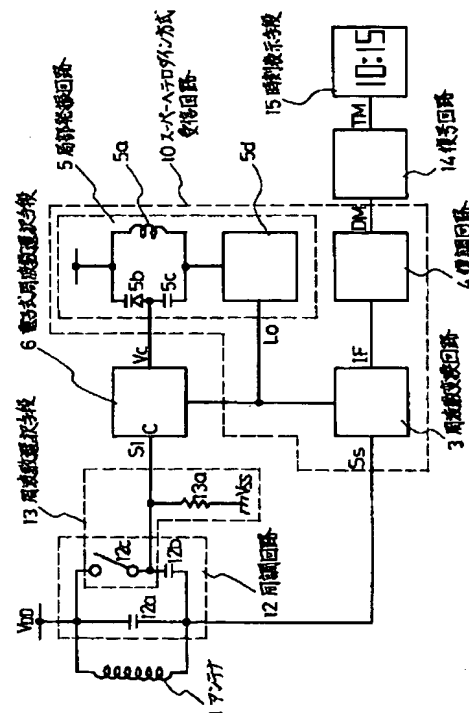 VDD
13 周波数選択手段
6 電子式周波数選択手段
5 局部発振回路
10 スーパーヘテロダイン方式
受信回路
5a
5b
5c
5d
Vc
S1
C
12c
12a
12b
13a
VSS
Lo
15 時刻表示手段
10:15
TM
14 復号回路
DM
4 復調回路
IF
3 周波数変換回路
Ss
12 同調回路
1 アンテナ